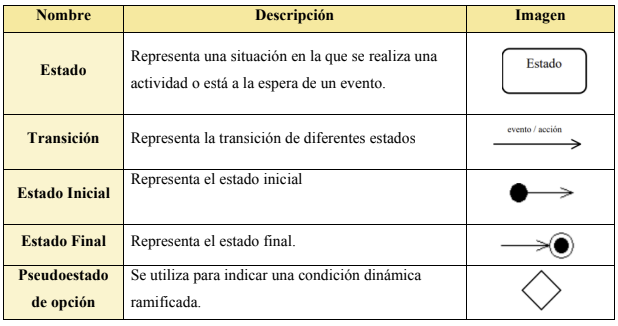 Nombre Descripción Imagen
Estado
Representa una situación en la que se realiza una
actividad o está a la espera de un evento.
Estado
Transición
Representa la transición de diferentes estados
evento / acción
Estado Inicial
Representa el estado inicial
Estado Final
Representa el estado final.
Pseudoestado
de opción
Se utiliza para indicar una condición dinámica
ramificada.